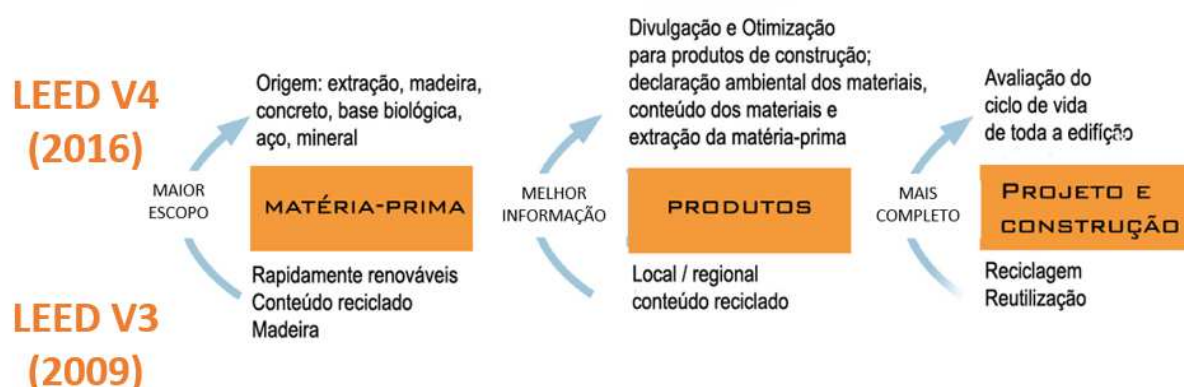 LEED V4
(2016)
Origem: extração, madeira,
concreto, base biológica,
aço, mineral
MAIOR
ESCOPO
MATÉRIA-PRIMA
Rapidamente renováveis
Conteúdo reciclado
Madeira
Divulgação e Otimização
para produtos de construção;
declaração ambiental dos materiais,
conteúdo dos materiais e
extração da matéria-prima
MELHOR
INFORMAÇÃO
PRODUTOS
Local / regional
conteúdo reciclado
Avaliação do
ciclo de vida
de toda a edifição
MAIS
COMPLETO
PROJETO E
CONSTRUÇÃO
Reciclagem
Reutilização
LEED V3
(2009)